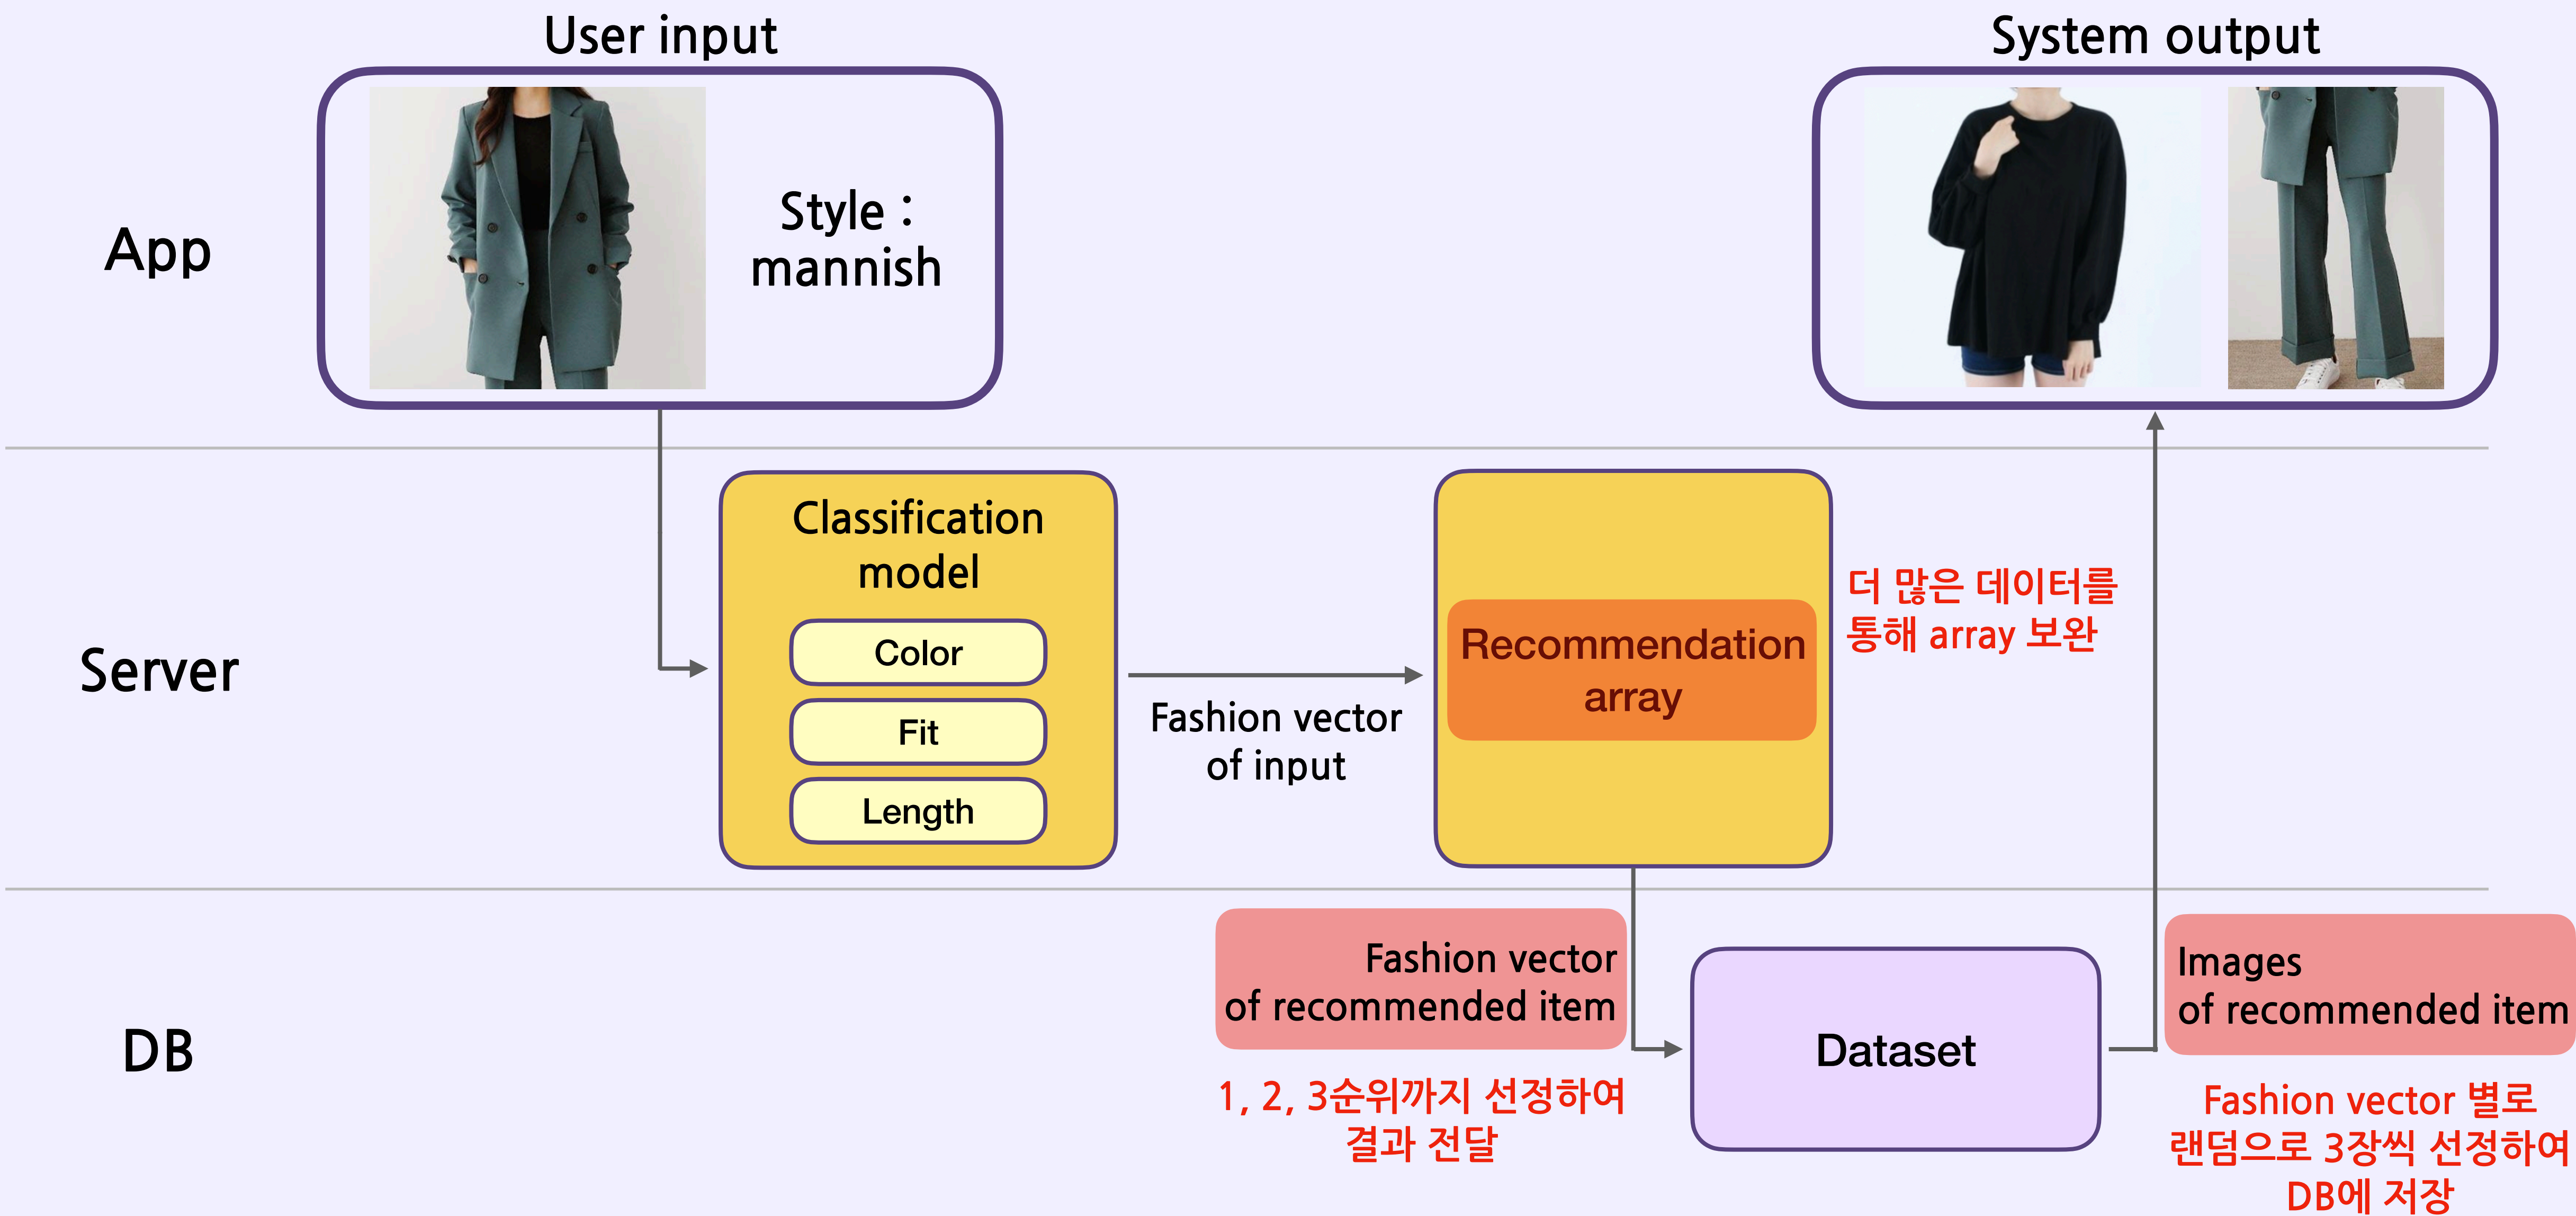 User input
System output
App
Style :
mannish
Server
Classification
model
Color
Fit
Length
Fashion vector
of input
Recommendation
array
더 많은 데이터를
통해 array 보완
DB
Fashion vector
of recommended item
1, 2, 3순위까지 선정하여
결과 전달
Dataset
Images
of recommended item
Fashion vector 별로
랜덤으로 3장씩 선정하여
DB에 저장